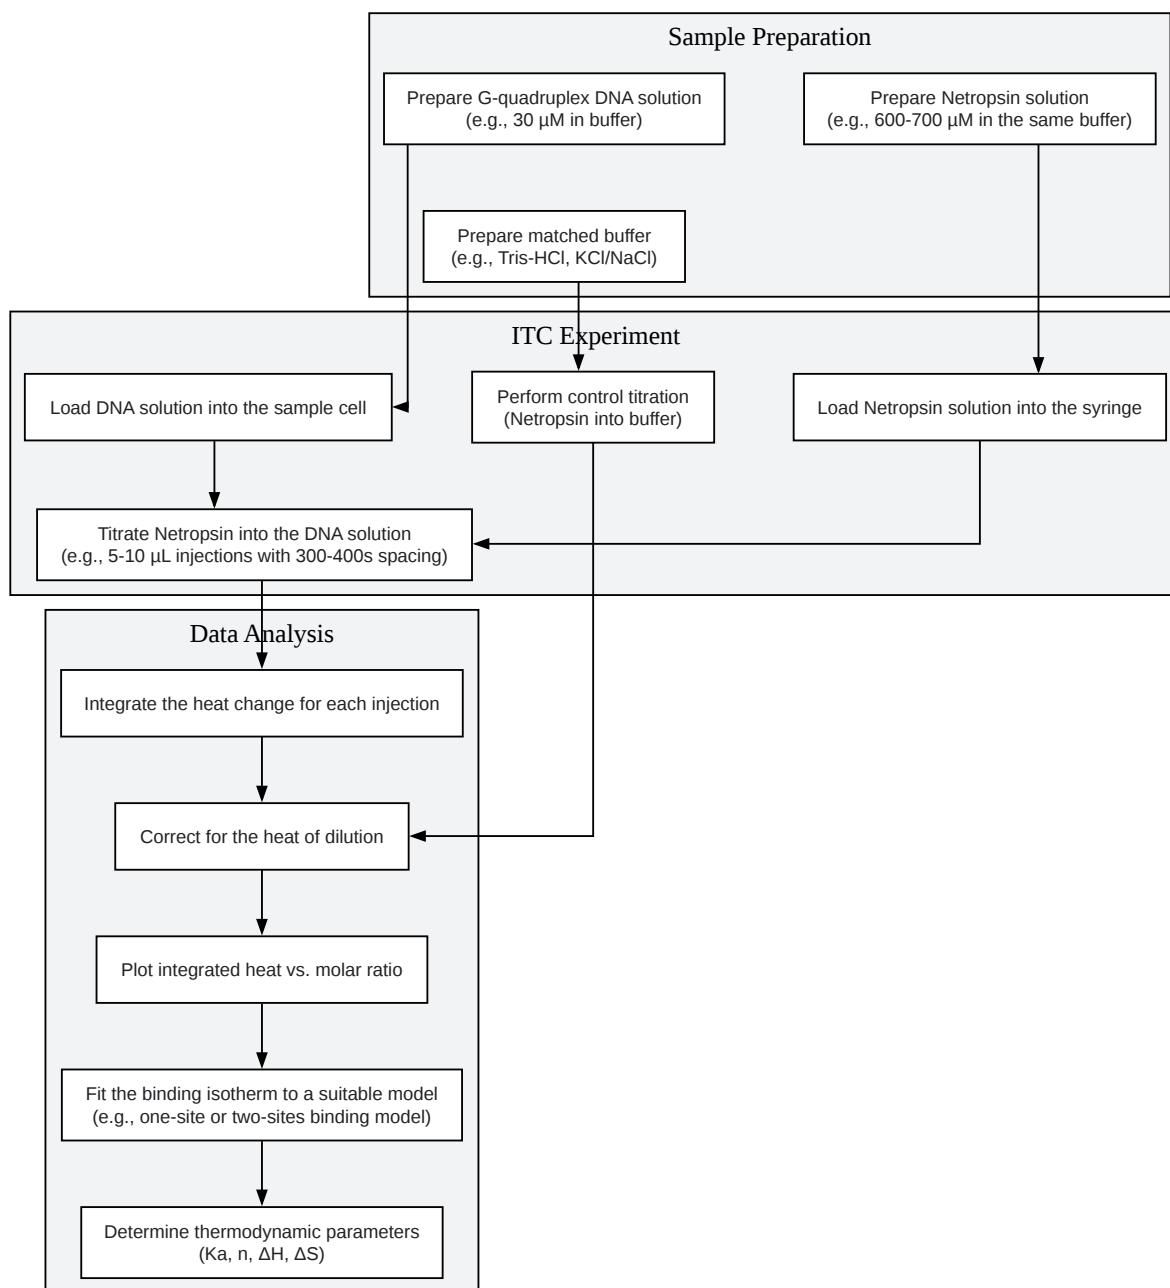 Sample Preparation
Prepare G-quadruplex DNA solution
(e.g., 30 µM in buffer)
Prepare Netropsin solution
(e.g., 600-700 µM in the same buffer)
Prepare matched buffer
(e.g., Tris-HCl, KCl/NaCl)
ITC Experiment
Load DNA solution into the sample cell
Perform control titration
(Netropsin into buffer)
Load Netropsin solution into the syringe
Titrate Netropsin into the DNA solution
(e.g., 5-10 µL injections with 300-400s spacing)
Data Analysis
Integrate the heat change for each injection
Correct for the heat of dilution
Plot integrated heat vs. molar ratio
Fit the binding isotherm to a suitable model
(e.g., one-site or two-sites binding model)
Determine thermodynamic parameters
(Ka, n, ΔH, ΔS)